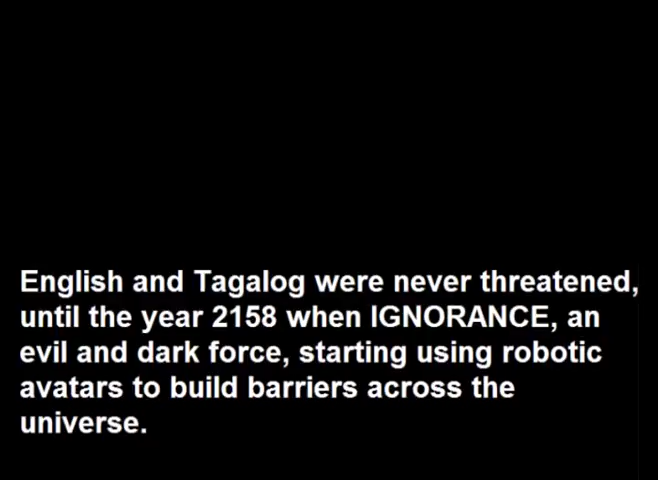 English and Tagalog were never threatened,
until the year 2158 when IGNORANCE, an
evil and dark force, starting using robotic
avatars to build barriers across the
universe.